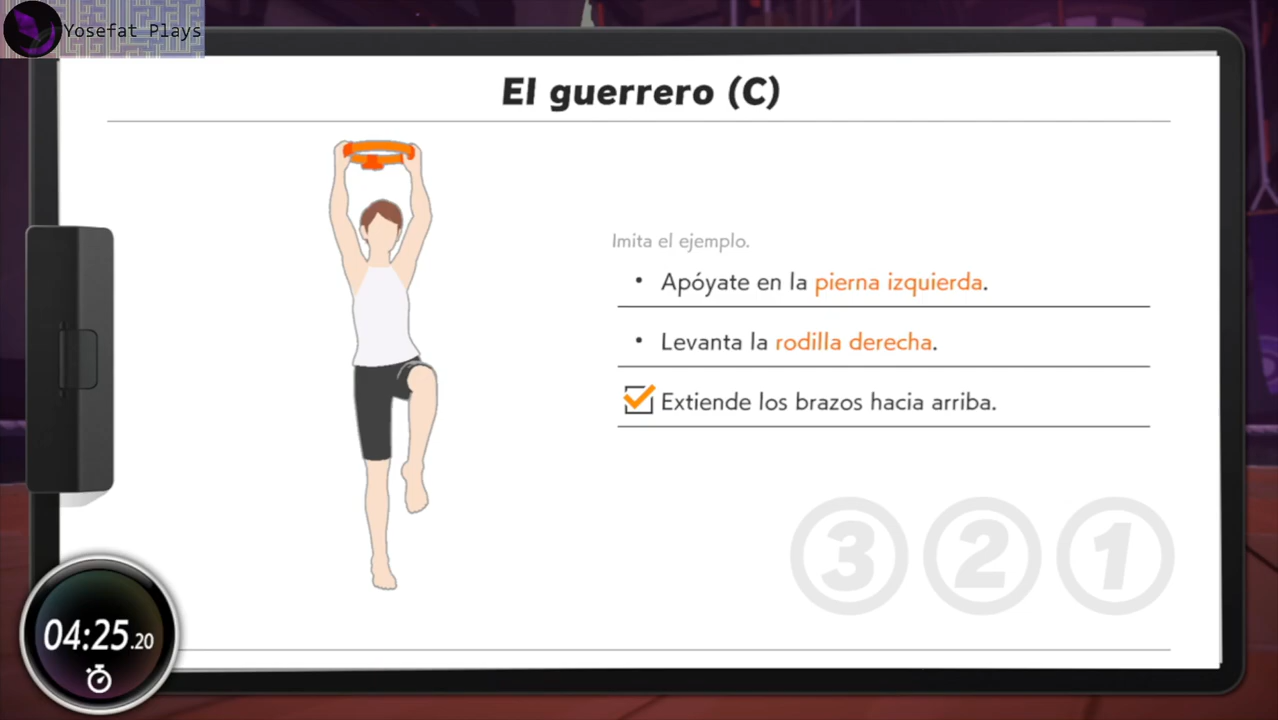 Yosefat Plays
El guerrero (C)
Imita el ejemplo.
• Apóyate en la pierna izquierda.
• Levanta la rodilla derecha.
Extiende los brazos hacia arriba.
3 2 1
04:25.20